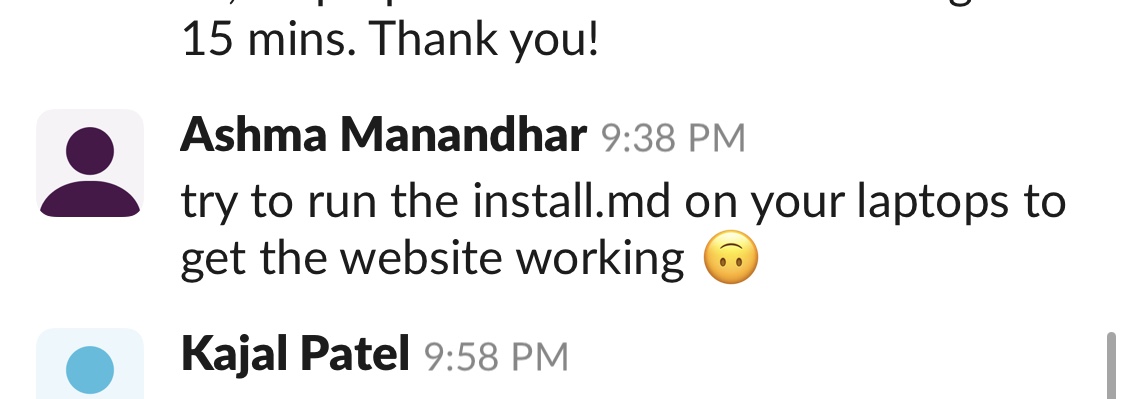 15 mins. Thank you!
Ashma Manandhar 9:38 PM
try to run the install.md on your laptops to
get the website working 🙃
Kajal Patel 9:58 PM